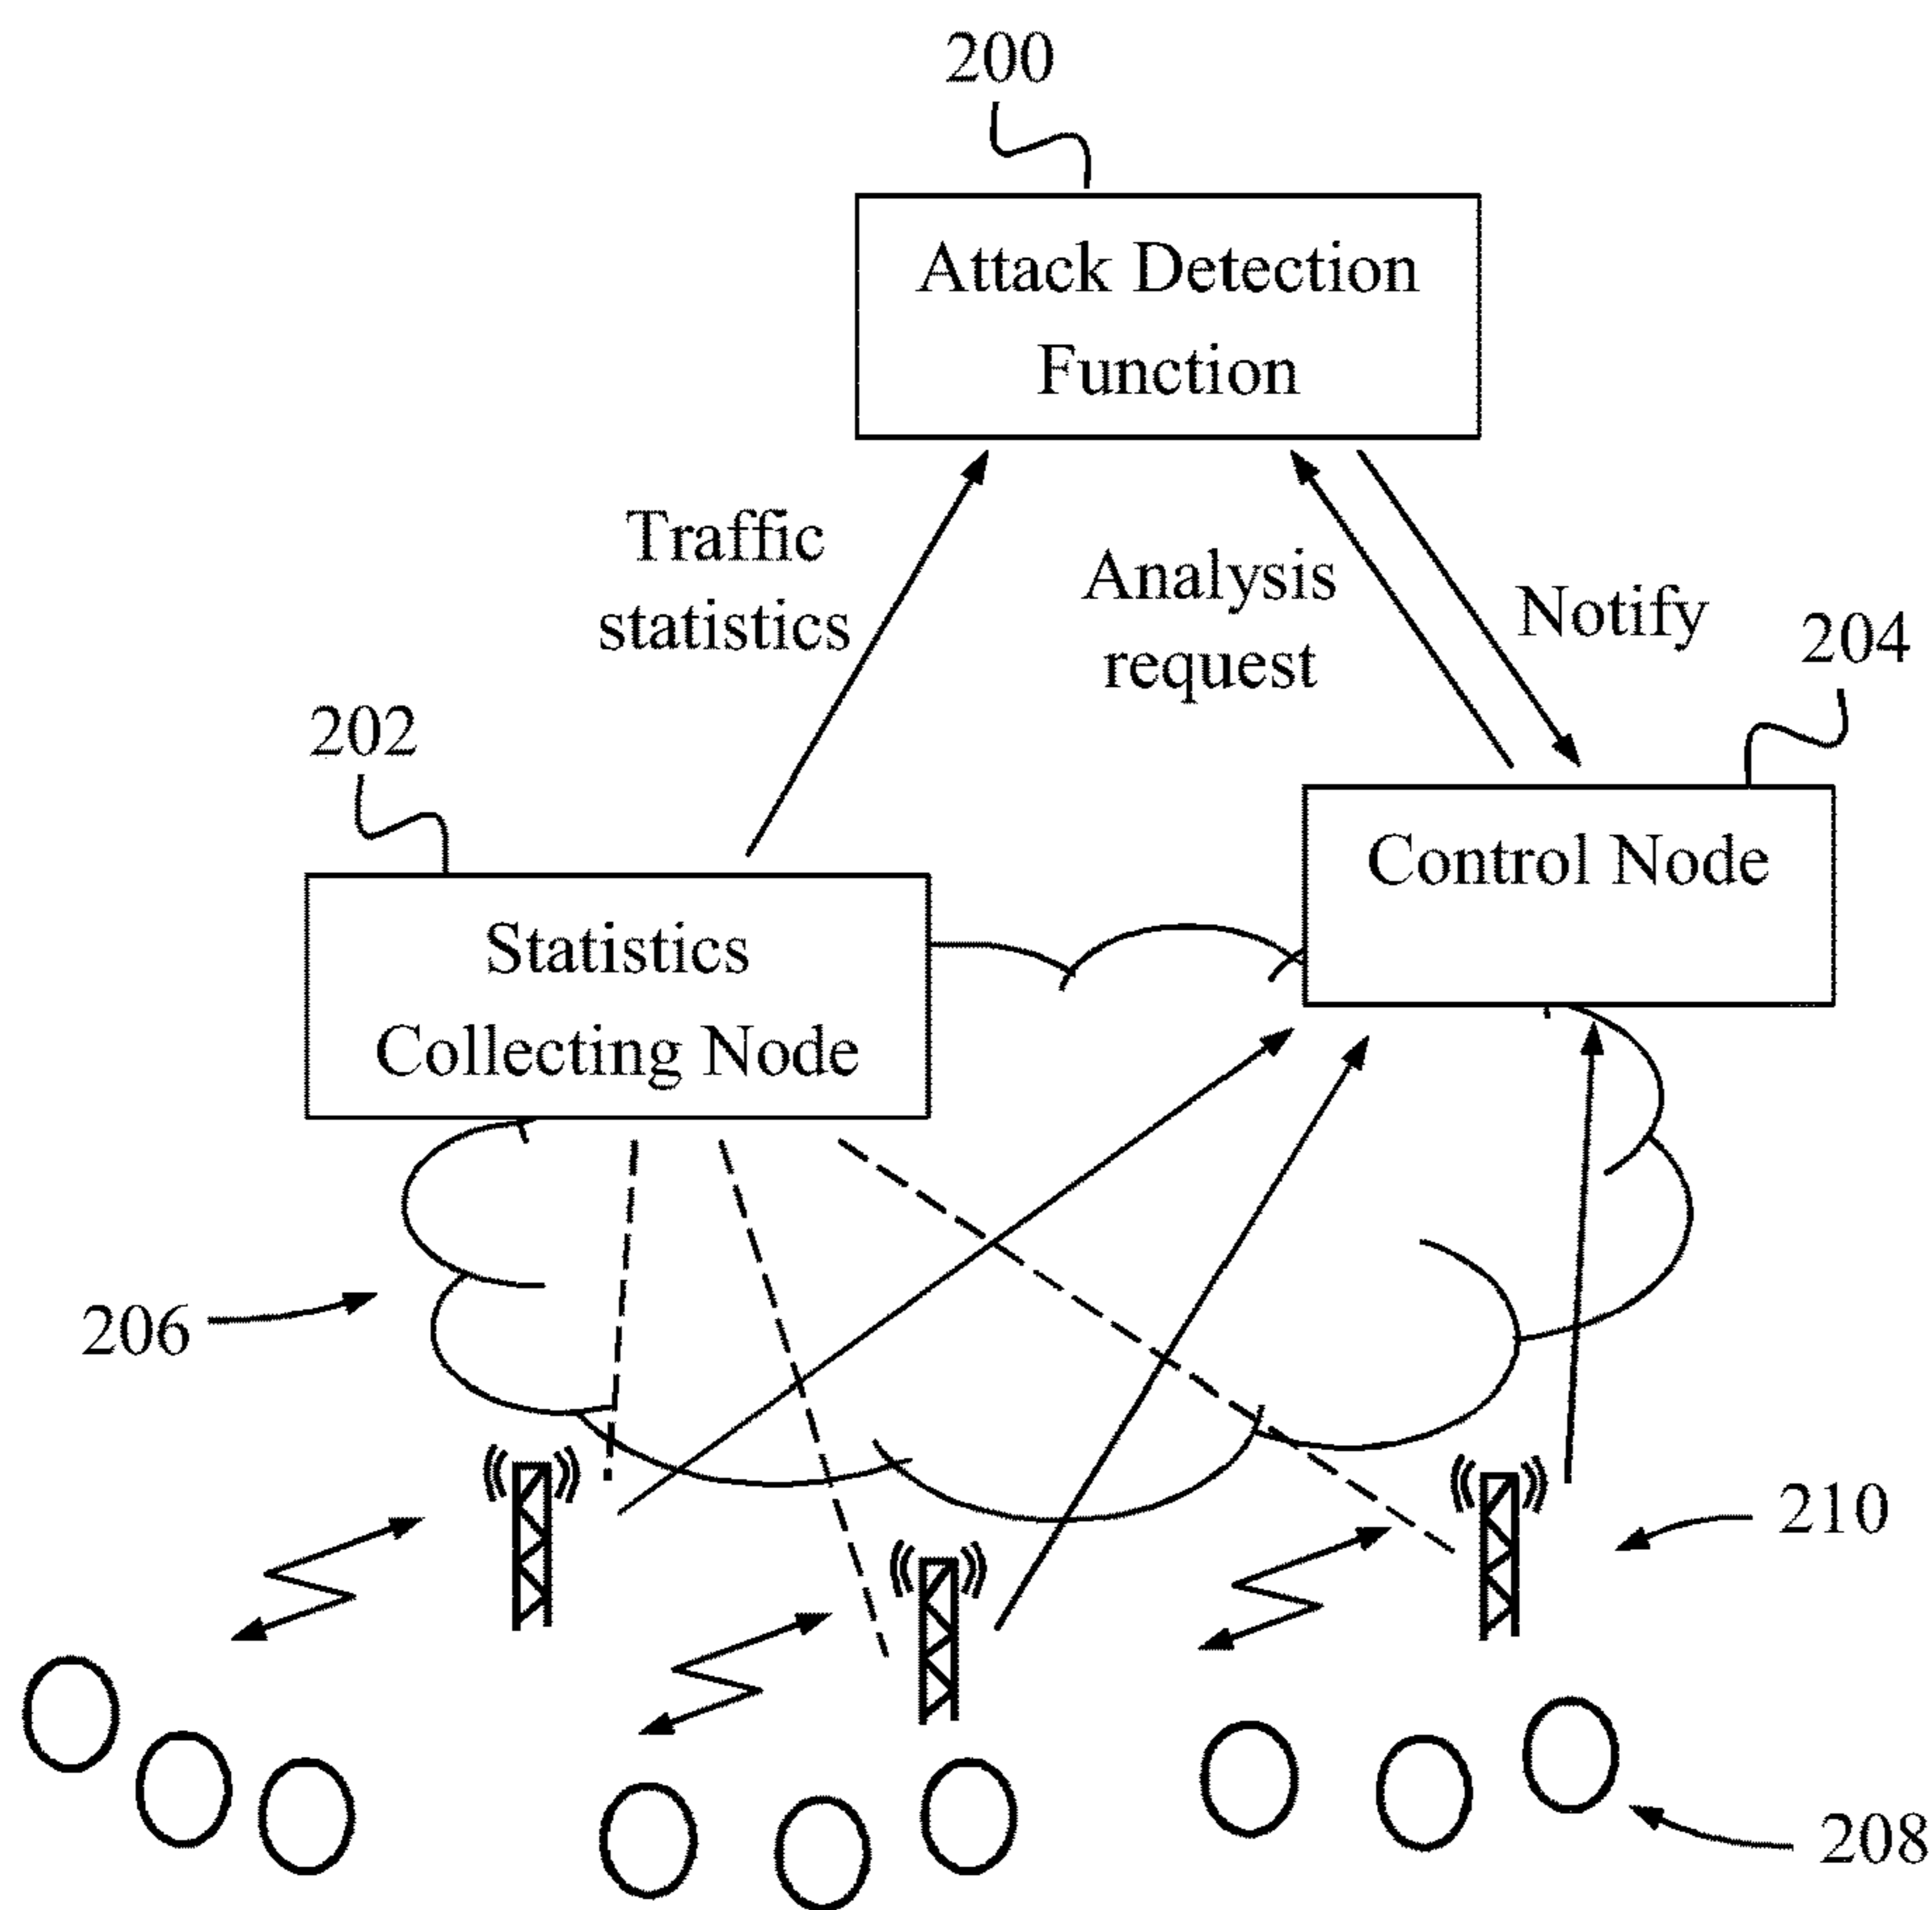 200
Attack Detection
Function
Traffic
statistics
Analysis
request
Notify
204
202
Control Node
Statistics
Collecting Node
206
210
208